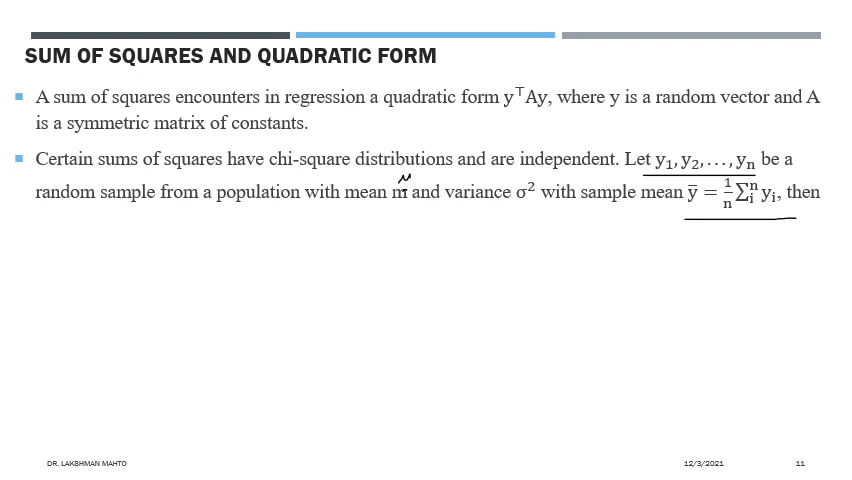 SUM OF SQUARES AND QUADRATIC FORM
A sum of squares encounters in regression a quadratic form y⊤Ay, where y is a random vector and A
is a symmetric matrix of constants.
Certain sums of squares have chi-square distributions and are independent. Let y₁, y₂, . . . , yₙ be a
μ
random sample from a population with mean m and variance σ² with sample mean ȳ = 1/n ∑ᵢⁿ yᵢ, then
DR. LAKSHMAN MAHTO 12/3/2021 11